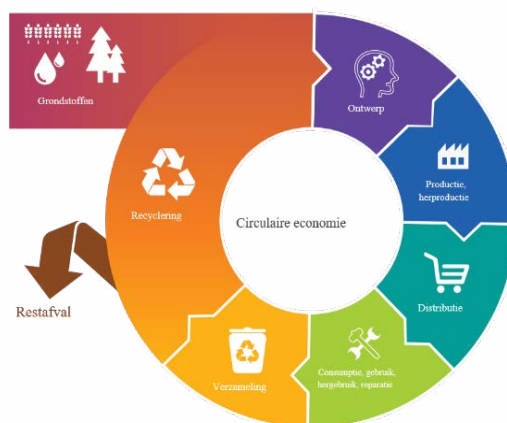 Grondstoffen
Ontwerp
Productie,
herproductie
Recyclering
Circulaire economie
Distributie
Restafval
Consumptie, gebruik,
hergebruik, reparatie
Verzameling